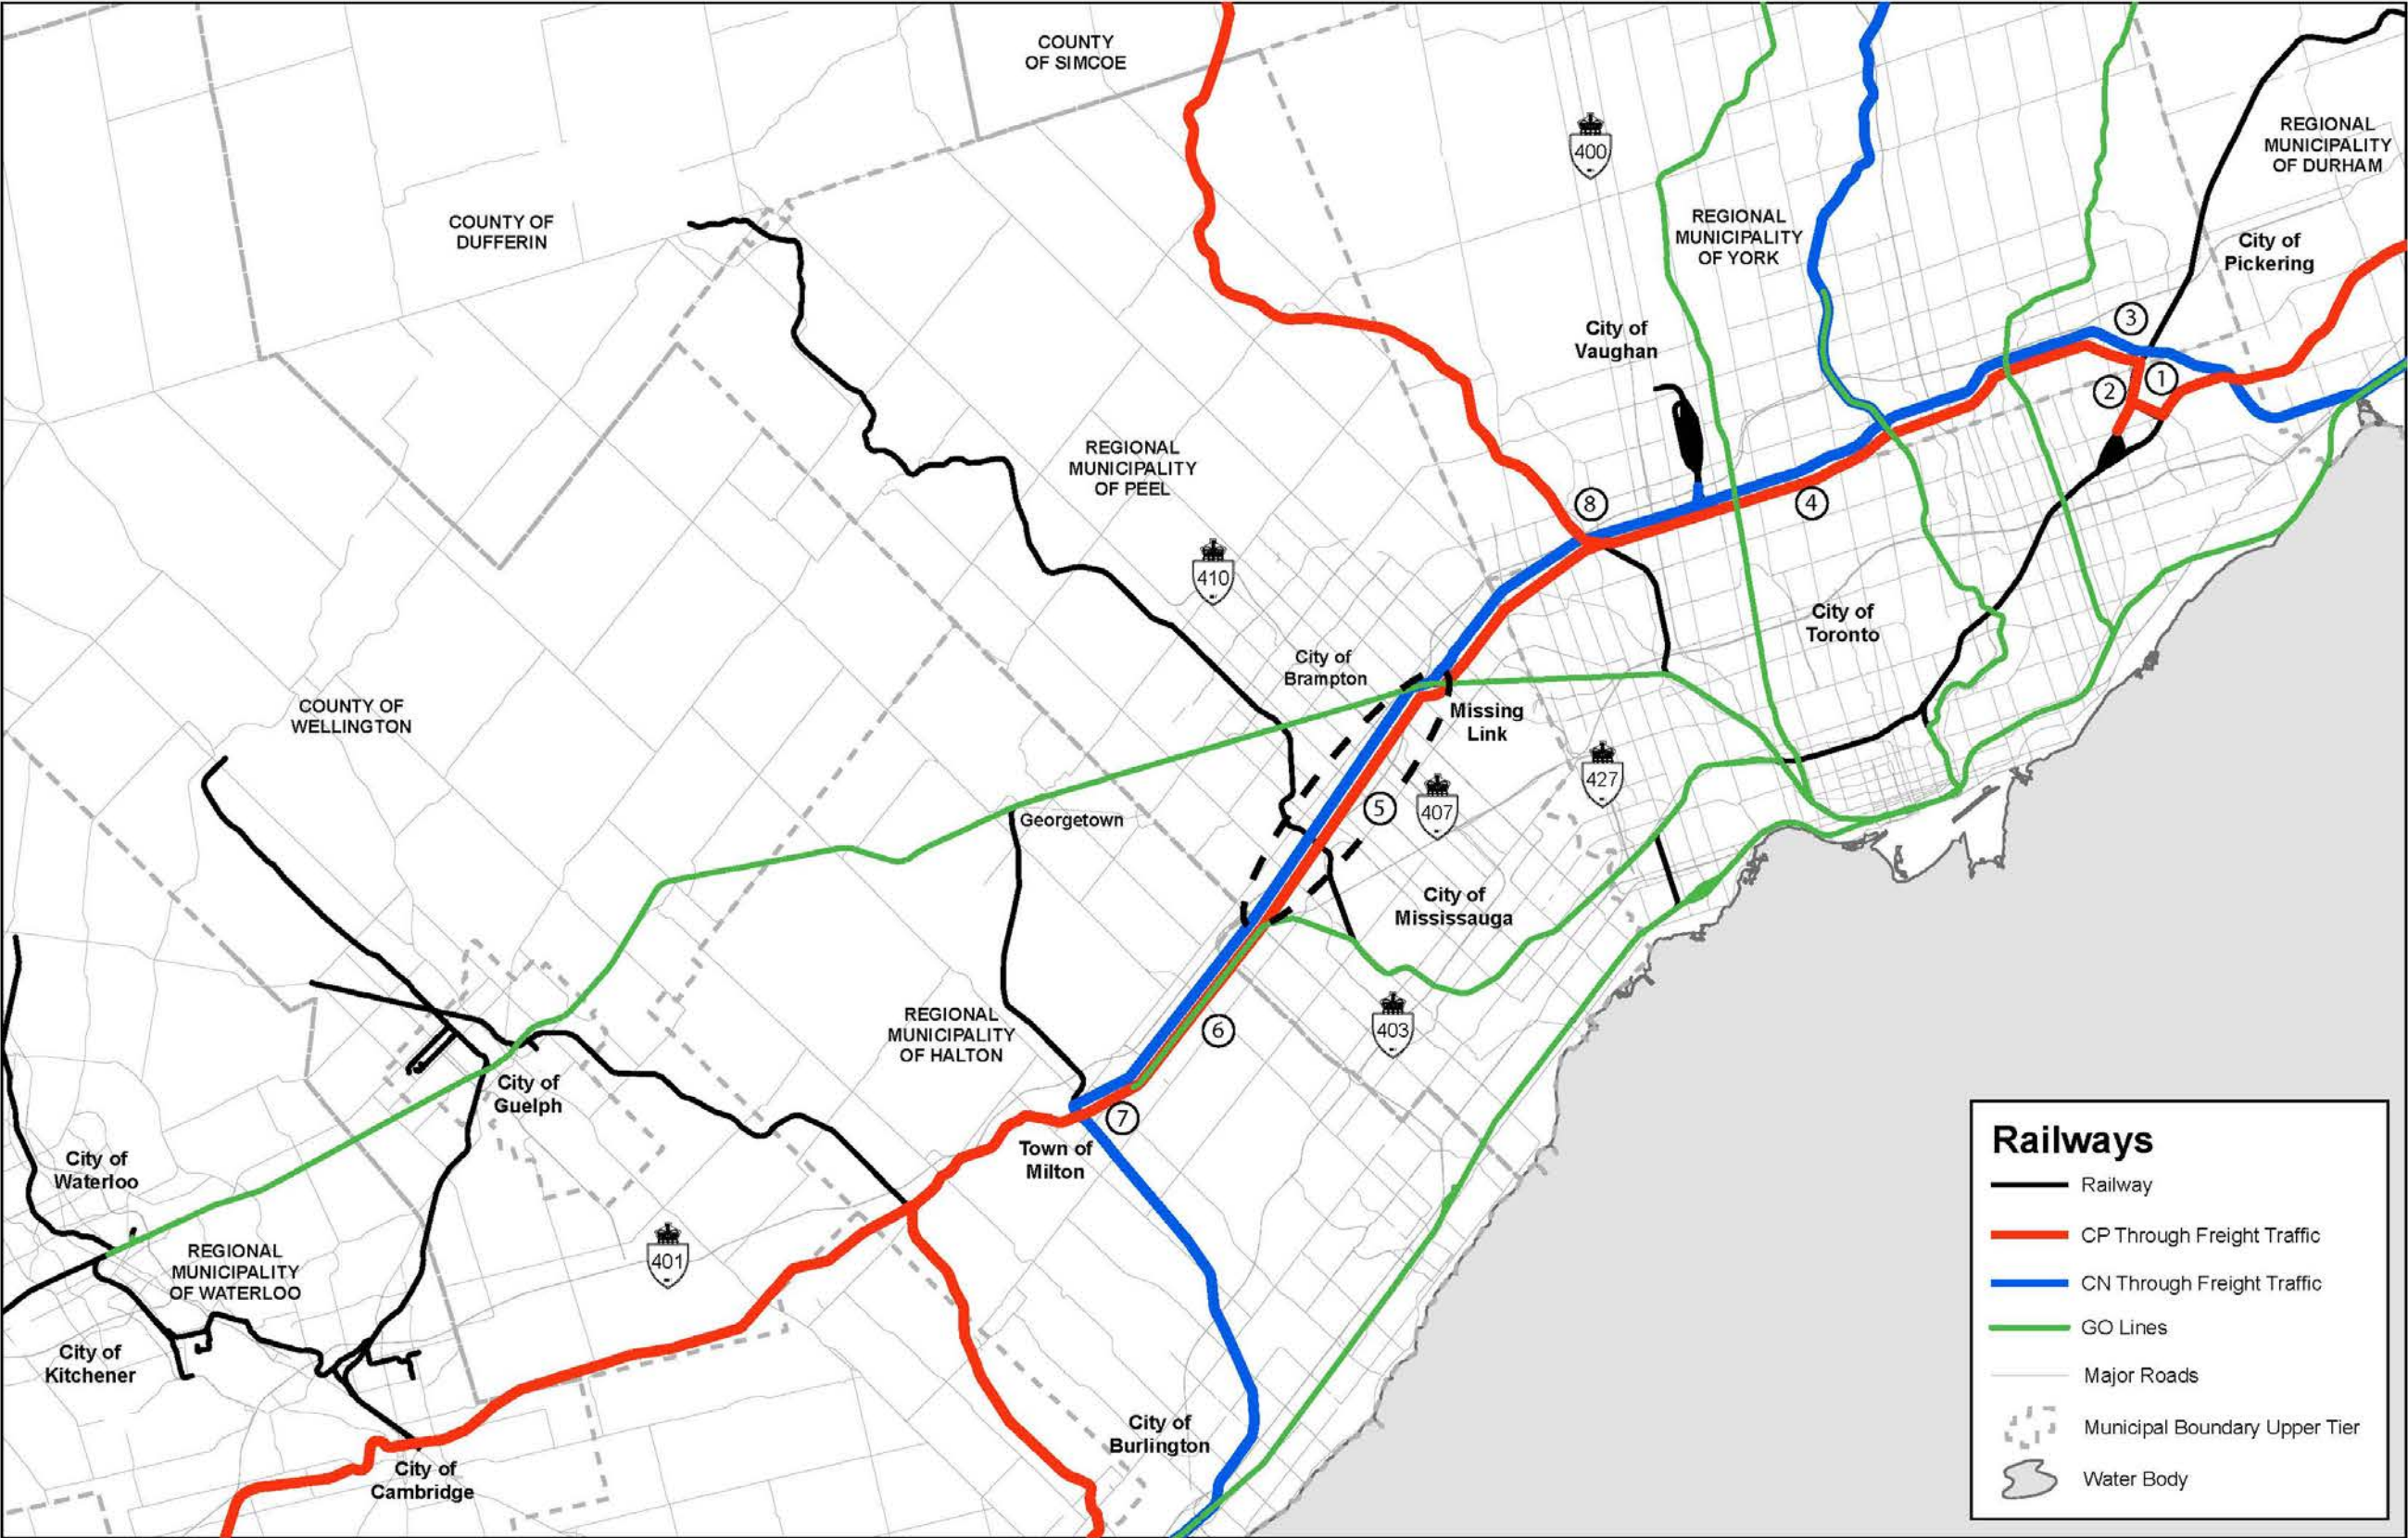 COUNTY
OF SIMCOE
400
REGIONAL
MUNICIPALITY
OF DURHAM
COUNTY OF
DUFFERIN
REGIONAL
MUNICIPALITY
OF YORK
City of
Pickering
City of
Vaughan
3
1
2
REGIONAL
MUNICIPALITY
OF PEEL
8
4
410
City of
Toronto
City of
Brampton
Missing
Link
COUNTY OF
WELLINGTON
427
5
407
Georgetown
City of
Mississauga
REGIONAL
MUNICIPALITY
OF HALTON
6
403
City of
Guelph
7
Town of
Milton
City of
Waterloo
REGIONAL
MUNICIPALITY
OF WATERLOO
401
City of
Kitchener
City of
Burlington
City of
Cambridge
Railways
Railway
CP Through Freight Traffic
CN Through Freight Traffic
GO Lines
Major Roads
Municipal Boundary Upper Tier
Water Body